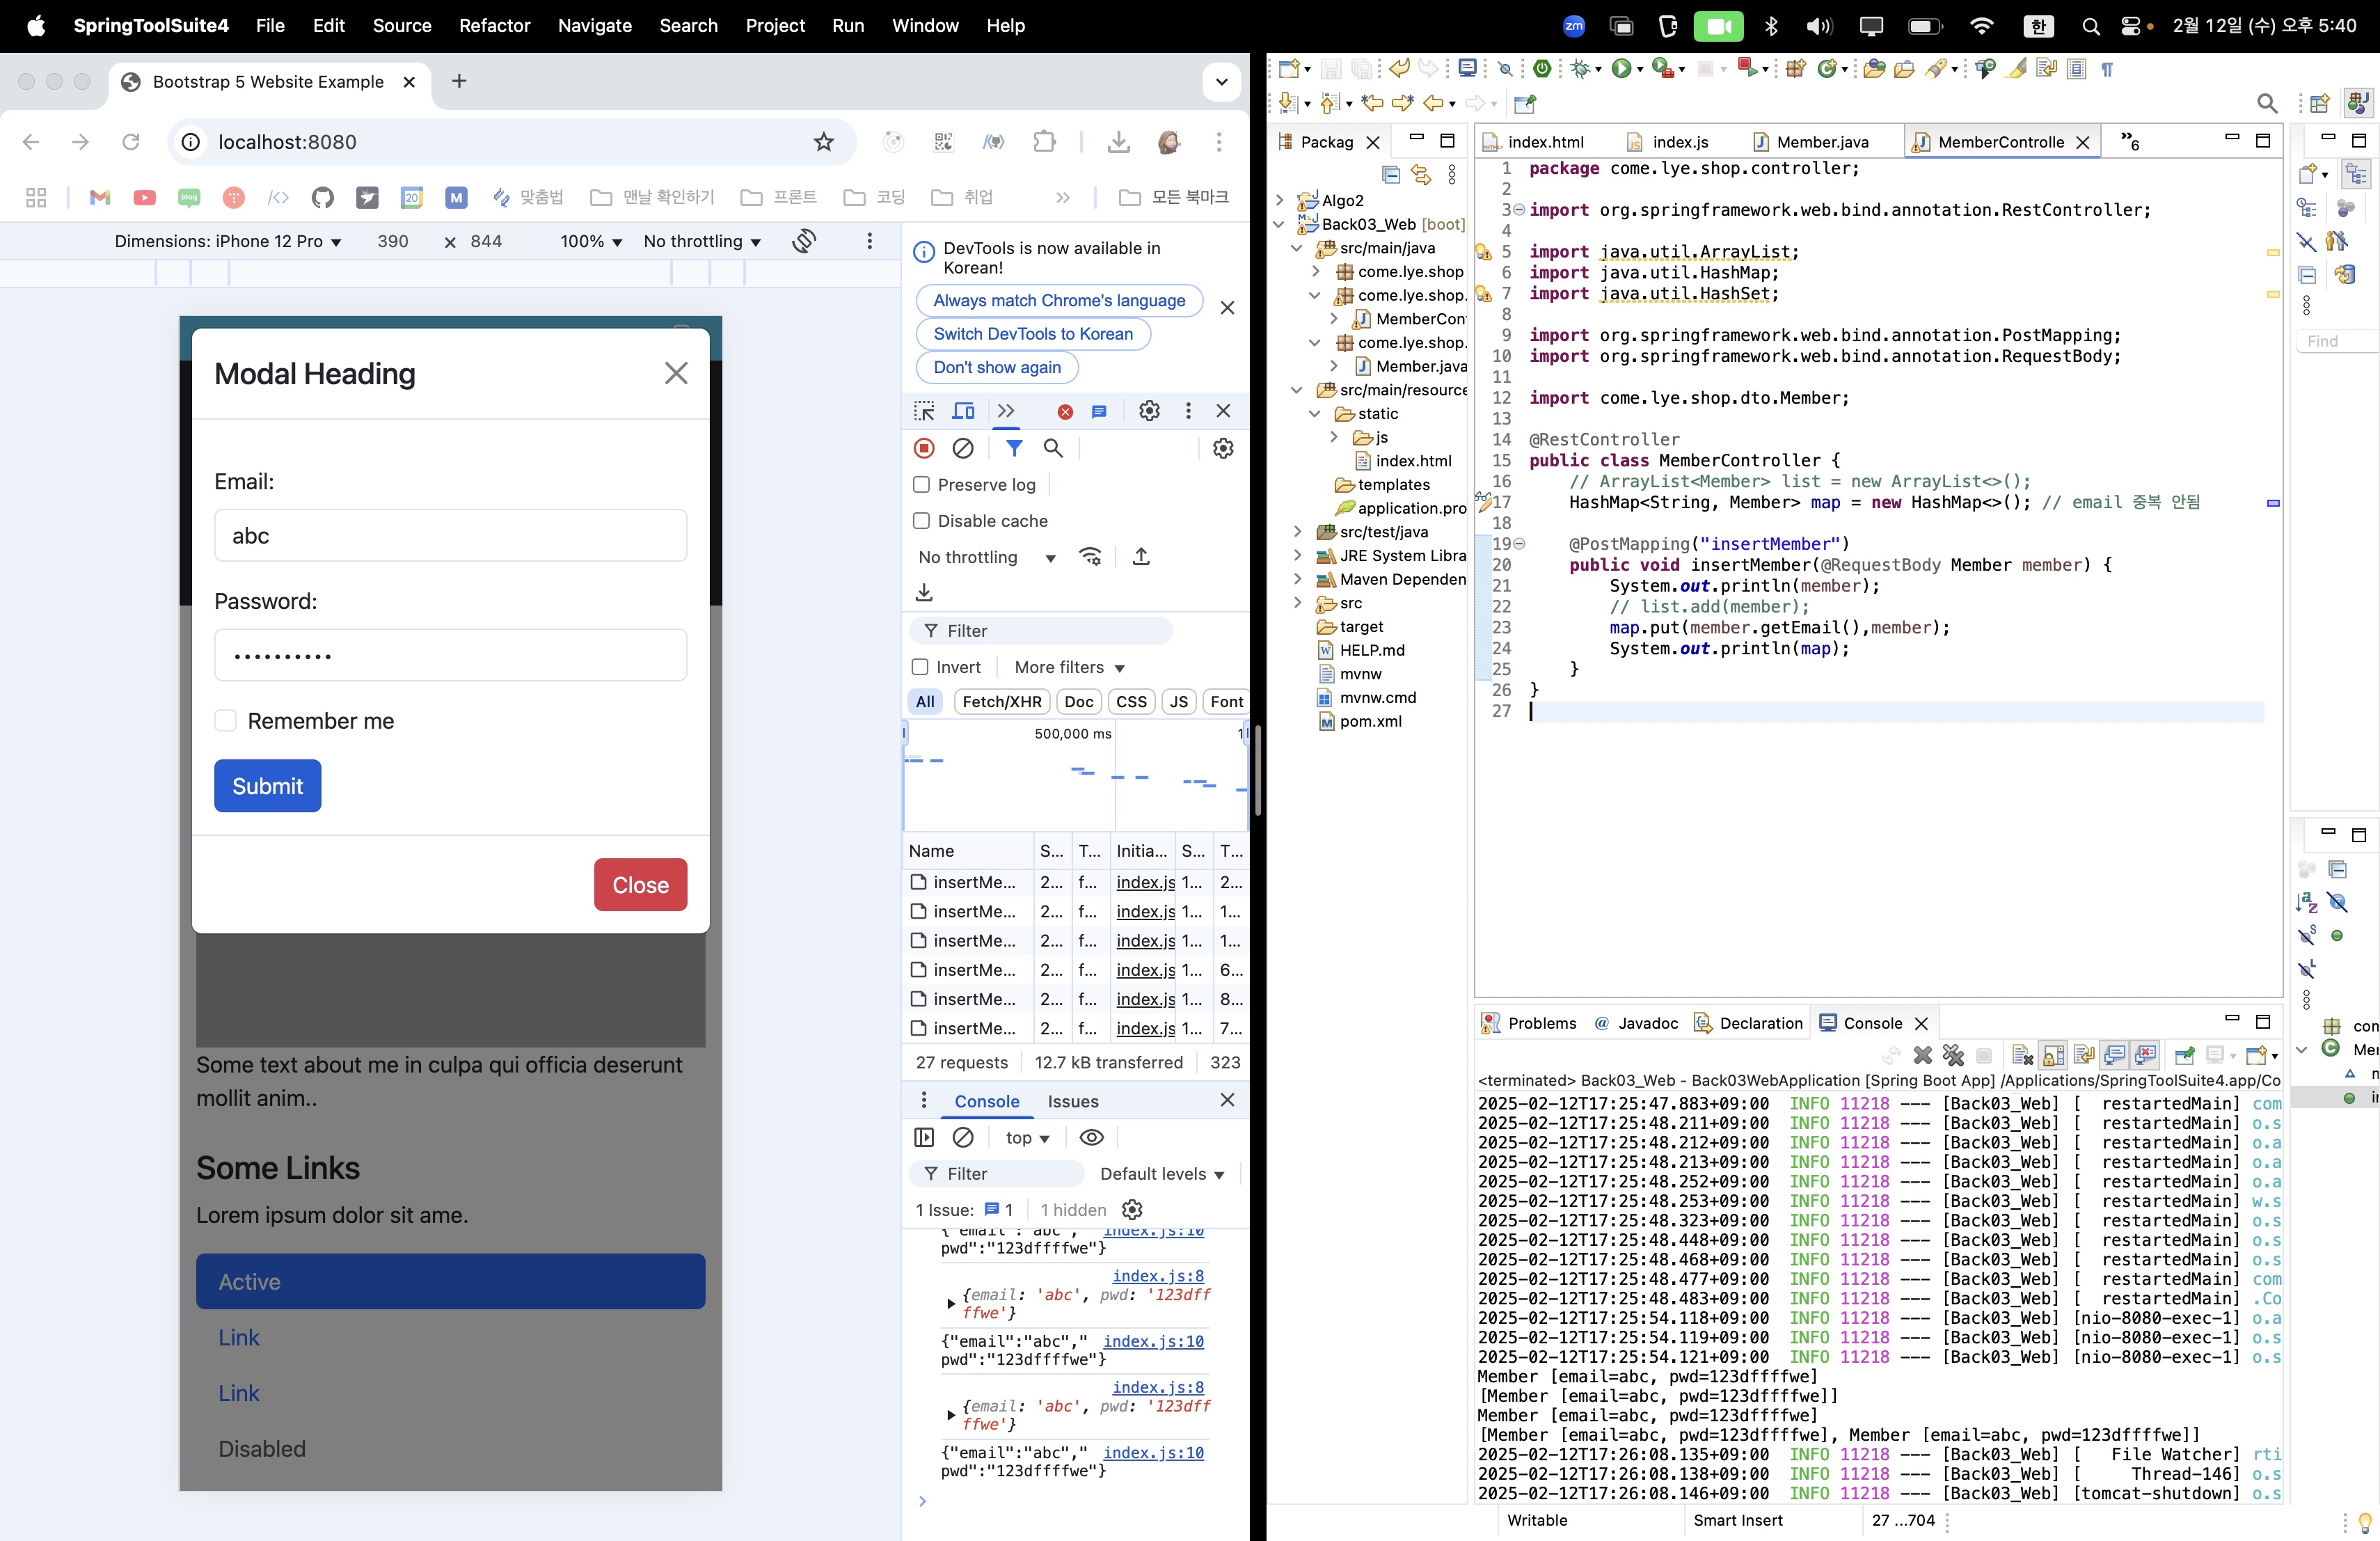 SpringToolSuite4 File Edit Source Refactor Navigate Search Project Run Window Help
zm 한 2월 12일 (수) 오후 5:40
Bootstrap 5 Website Example
localhost:8080
맞춤법 맨날 확인하기 프론트 코딩 취업 모든 북마크
Dimensions: iPhone 12 Pro 390 × 844 100% No throttling
Modal Heading
Email:
abc
Password:
••••••••••
Remember me
Submit
Close
Some text about me in culpa qui officia deserunt
mollit anim..
Some Links
Lorem ipsum dolor sit ame.
Active
Link
Link
Disabled
DevTools is now available in
Korean!
Always match Chrome's language
Switch DevTools to Korean
Don't show again
Preserve log
Disable cache
No throttling
Filter
Invert More filters
All Fetch/XHR Doc CSS JS Font
500,000 ms 1
Name S... T... Initia... S... T...
insertMe... 2... f... index.js 1... 2...
insertMe... 2... f... index.js 1... 1...
insertMe... 2... f... index.js 1... 1...
insertMe... 2... f... index.js 1... 6...
insertMe... 2... f... index.js 1... 8...
insertMe... 2... f... index.js 1... 7...
27 requests 12.7 kB transferred 323
Console Issues
top
Filter Default levels
1 Issue: 1 1 hidden
{"email":"abc"," index.js:10
pwd":"123dffffwe"}
index.js:8
{email: 'abc', pwd: '123dff
ffwe'}
{"email":"abc"," index.js:10
pwd":"123dffffwe"}
index.js:8
{email: 'abc', pwd: '123dff
ffwe'}
{"email":"abc"," index.js:10
pwd":"123dffffwe"}
Packag
Algo2
Back03_Web [boot]
src/main/java
come.lye.shop
come.lye.shop.
MemberCon
come.lye.shop.
Member.java
src/main/resource
static
js
index.html
templates
application.pro
src/test/java
JRE System Libra
Maven Dependen
src
target
HELP.md
mvnw
mvnw.cmd
pom.xml
index.html index.js Member.java MemberControlle 6
1 package come.lye.shop.controller;
2
3 import org.springframework.web.bind.annotation.RestController;
4
5 import java.util.ArrayList;
6 import java.util.HashMap;
7 import java.util.HashSet;
8
9 import org.springframework.web.bind.annotation.PostMapping;
10 import org.springframework.web.bind.annotation.RequestBody;
11
12 import come.lye.shop.dto.Member;
13
14 @RestController
15 public class MemberController {
16 // ArrayList<Member> list = new ArrayList<>();
17 HashMap<String, Member> map = new HashMap<>(); // email 중복 안됨
18
19 @PostMapping("insertMember")
20 public void insertMember(@RequestBody Member member) {
21 System.out.println(member);
22 // list.add(member);
23 map.put(member.getEmail(),member);
24 System.out.println(map);
25 }
26 }
27
Find
Problems Javadoc Declaration Console
<terminated> Back03_Web - Back03WebApplication [Spring Boot App] /Applications/SpringToolSuite4.app/Co
2025-02-12T17:25:47.883+09:00 INFO 11218 --- [Back03_Web] [ restartedMain] com
2025-02-12T17:25:48.211+09:00 INFO 11218 --- [Back03_Web] [ restartedMain] o.s
2025-02-12T17:25:48.212+09:00 INFO 11218 --- [Back03_Web] [ restartedMain] o.a
2025-02-12T17:25:48.213+09:00 INFO 11218 --- [Back03_Web] [ restartedMain] o.a
2025-02-12T17:25:48.252+09:00 INFO 11218 --- [Back03_Web] [ restartedMain] o.a
2025-02-12T17:25:48.253+09:00 INFO 11218 --- [Back03_Web] [ restartedMain] w.s
2025-02-12T17:25:48.323+09:00 INFO 11218 --- [Back03_Web] [ restartedMain] o.s
2025-02-12T17:25:48.448+09:00 INFO 11218 --- [Back03_Web] [ restartedMain] o.s
2025-02-12T17:25:48.468+09:00 INFO 11218 --- [Back03_Web] [ restartedMain] o.s
2025-02-12T17:25:48.477+09:00 INFO 11218 --- [Back03_Web] [ restartedMain] com
2025-02-12T17:25:48.483+09:00 INFO 11218 --- [Back03_Web] [ restartedMain] .Co
2025-02-12T17:25:54.118+09:00 INFO 11218 --- [Back03_Web] [nio-8080-exec-1] o.a
2025-02-12T17:25:54.119+09:00 INFO 11218 --- [Back03_Web] [nio-8080-exec-1] o.s
2025-02-12T17:25:54.121+09:00 INFO 11218 --- [Back03_Web] [nio-8080-exec-1] o.s
Member [email=abc, pwd=123dffffwe]
[Member [email=abc, pwd=123dffffwe]]
Member [email=abc, pwd=123dffffwe]
[Member [email=abc, pwd=123dffffwe], Member [email=abc, pwd=123dffffwe]]
2025-02-12T17:26:08.135+09:00 INFO 11218 --- [Back03_Web] [ File Watcher] rti
2025-02-12T17:26:08.138+09:00 INFO 11218 --- [Back03_Web] [ Thread-146] o.s
2025-02-12T17:26:08.146+09:00 INFO 11218 --- [Back03_Web] [tomcat-shutdown] o.s
Writable Smart Insert 27 ...704
con
Mer